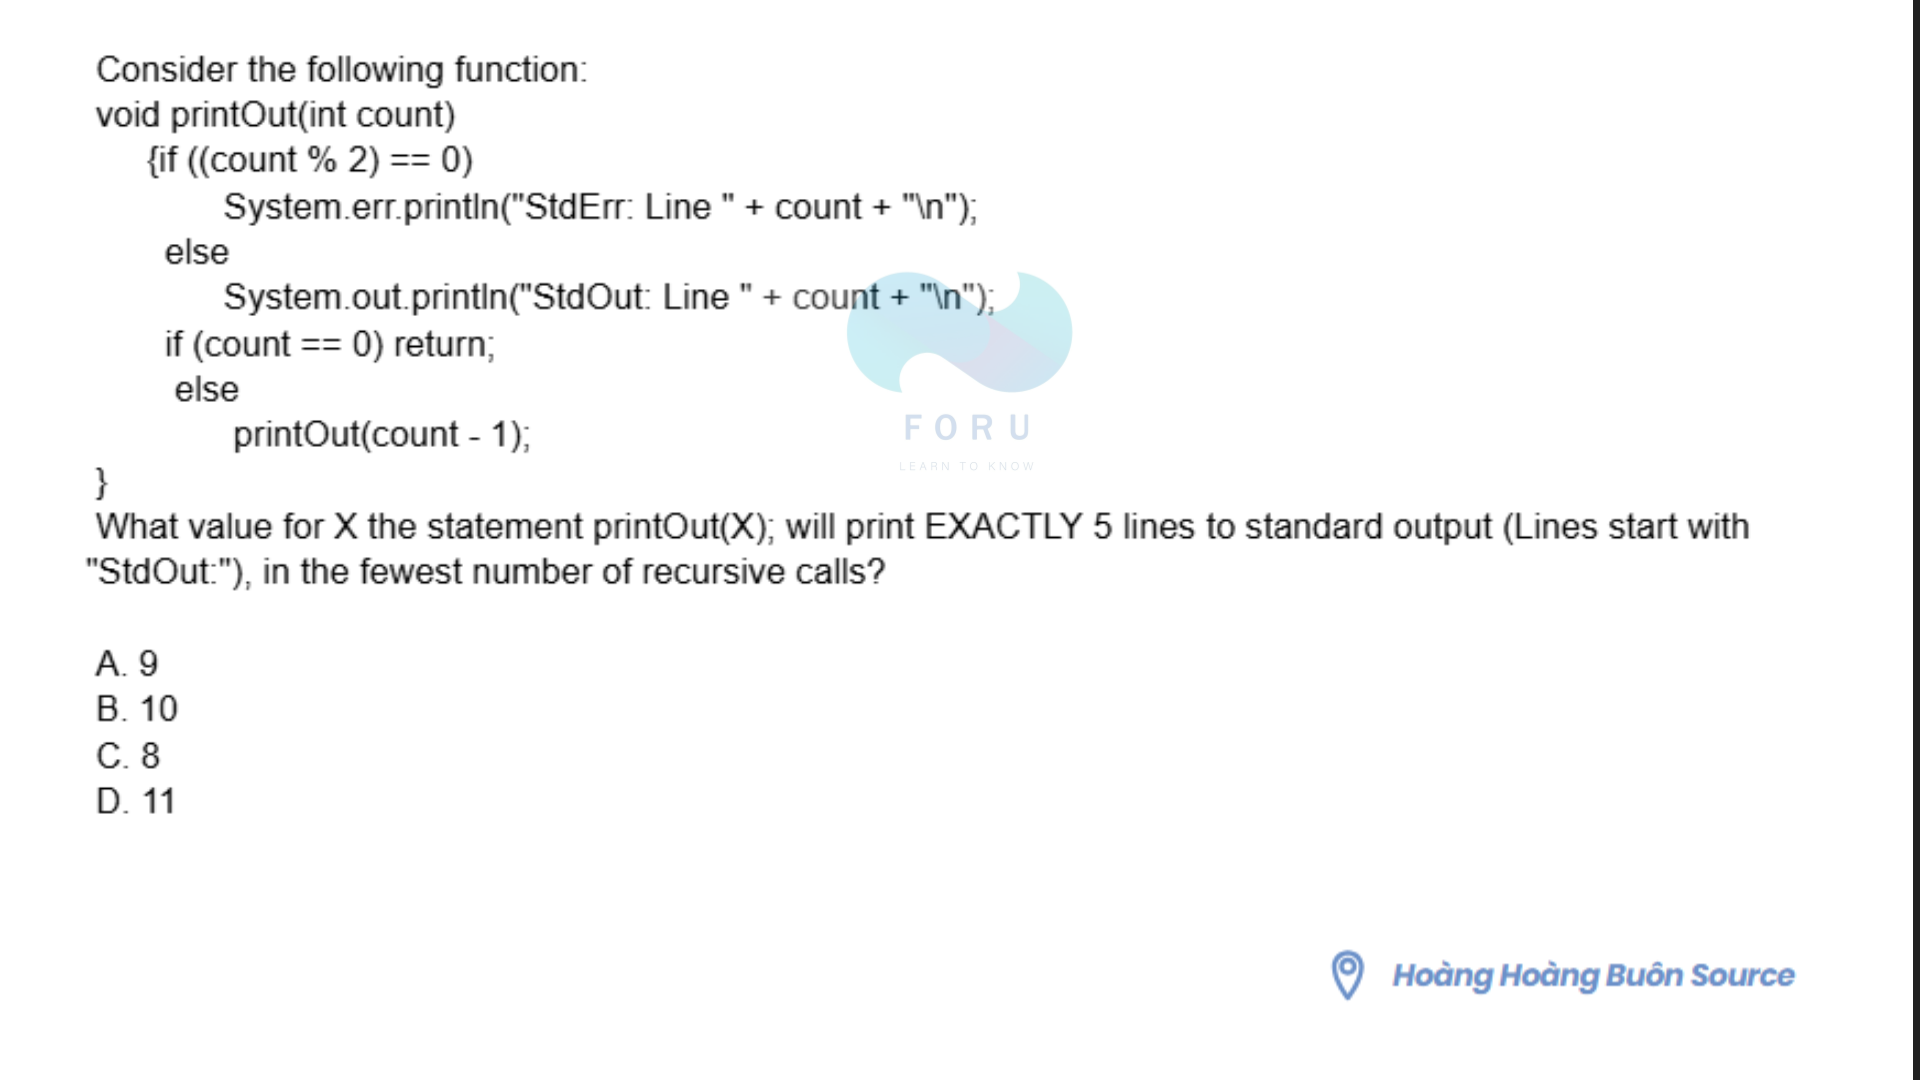 Consider the following function:
void printOut(int count)
{if ((count % 2) == 0)
System.err.println("StdErr: Line " + count + "\n");
else
System.out.println("StdOut: Line " + count + "\n");
if (count == 0) return;
else
printOut(count - 1);
}
What value for X the statement printOut(X); will print EXACTLY 5 lines to standard output (Lines start with
"StdOut:"), in the fewest number of recursive calls?
A. 9
B. 10
C. 8
D. 11
FORU
LEARN TO KNOW
Hoàng Hoàng Buôn Source